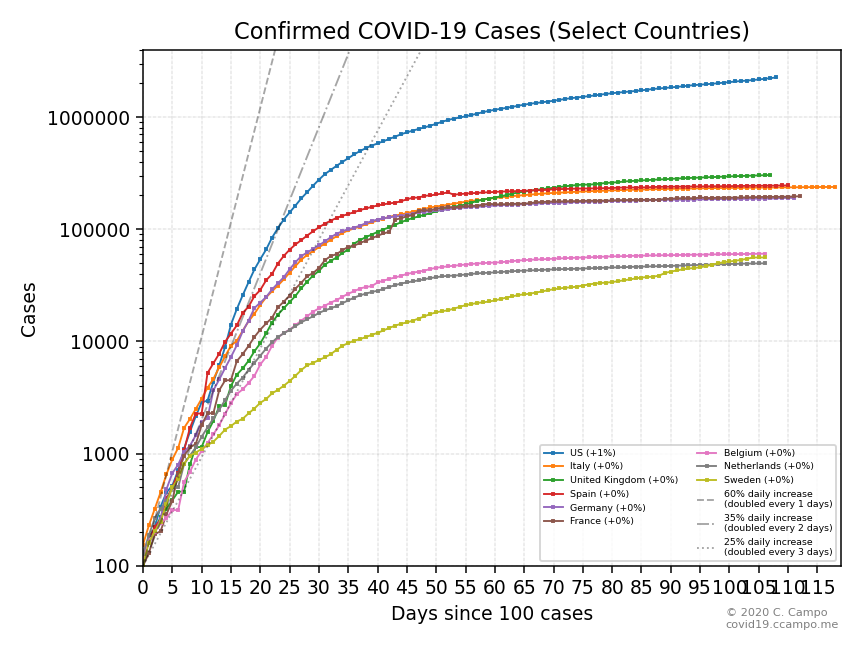 Confirmed COVID-19 Cases (Select Countries)
Cases
1000000
100000
10000
1000
100
0 5 10 15 20 25 30 35 40 45 50 55 60 65 70 75 80 85 90 95 100 105 110 115
Days since 100 cases
US (+1%)
Italy (+0%)
United Kingdom (+0%)
Spain (+0%)
Germany (+0%)
France (+0%)
Belgium (+0%)
Netherlands (+0%)
Sweden (+0%)
60% daily increase
(doubled every 1 days)
35% daily increase
(doubled every 2 days)
25% daily increase
(doubled every 3 days)
© 2020 C. Campo
covid19.ccampo.me